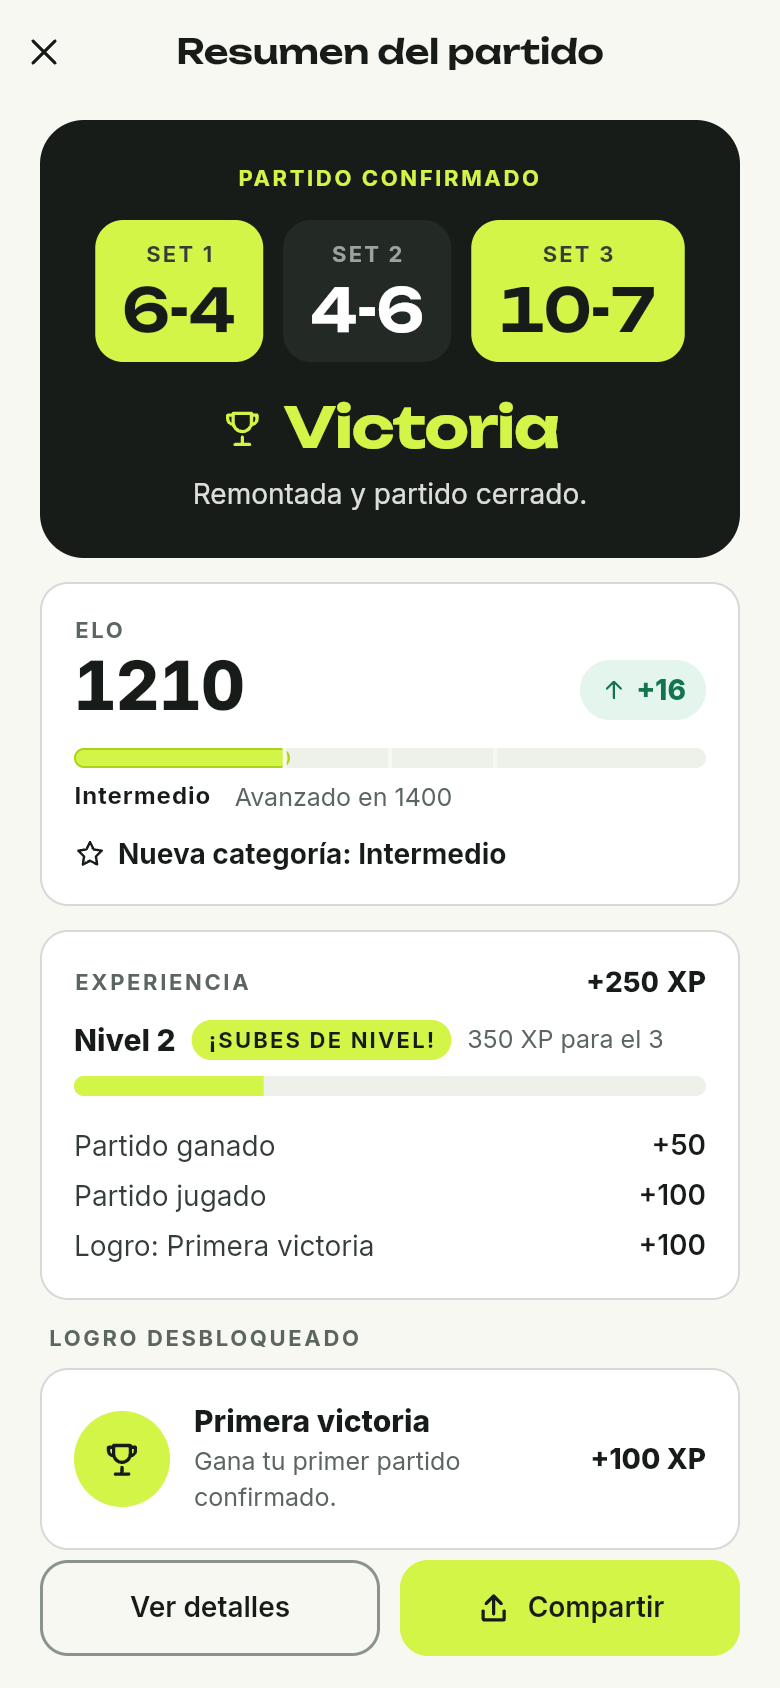 Resumen del partido
PARTIDO CONFIRMADO
SET 1
6-4
SET 2
4-6
SET 3
10-7
Victoria
Remontada y partido cerrado.
ELO
1210
+16
Intermedio Avanzado en 1400
Nueva categoría: Intermedio
EXPERIENCIA +250 XP
Nivel 2 ¡SUBES DE NIVEL! 350 XP para el 3
Partido ganado +50
Partido jugado +100
Logro: Primera victoria +100
LOGRO DESBLOQUEADO
Primera victoria
Gana tu primer partido
confirmado.
+100 XP
Ver detalles
Compartir